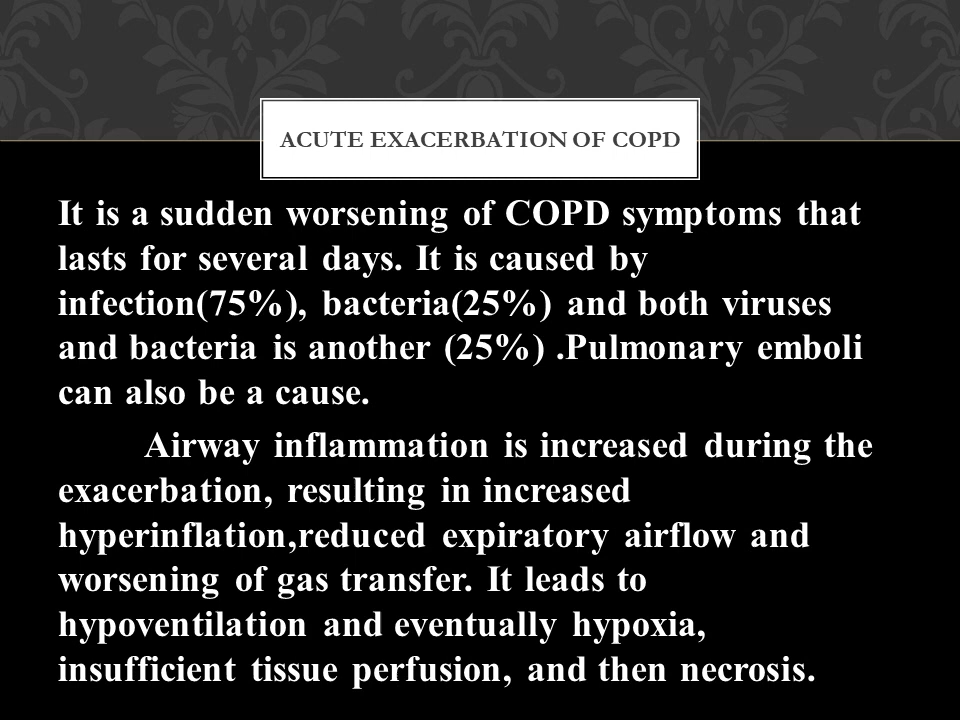 ACUTE EXACERBATION OF COPD
It is a sudden worsening of COPD symptoms that
lasts for several days. It is caused by
infection(75%), bacteria(25%) and both viruses
and bacteria is another (25%) .Pulmonary emboli
can also be a cause.
Airway inflammation is increased during the
exacerbation, resulting in increased
hyperinflation,reduced expiratory airflow and
worsening of gas transfer. It leads to
hypoventilation and eventually hypoxia,
insufficient tissue perfusion, and then necrosis.